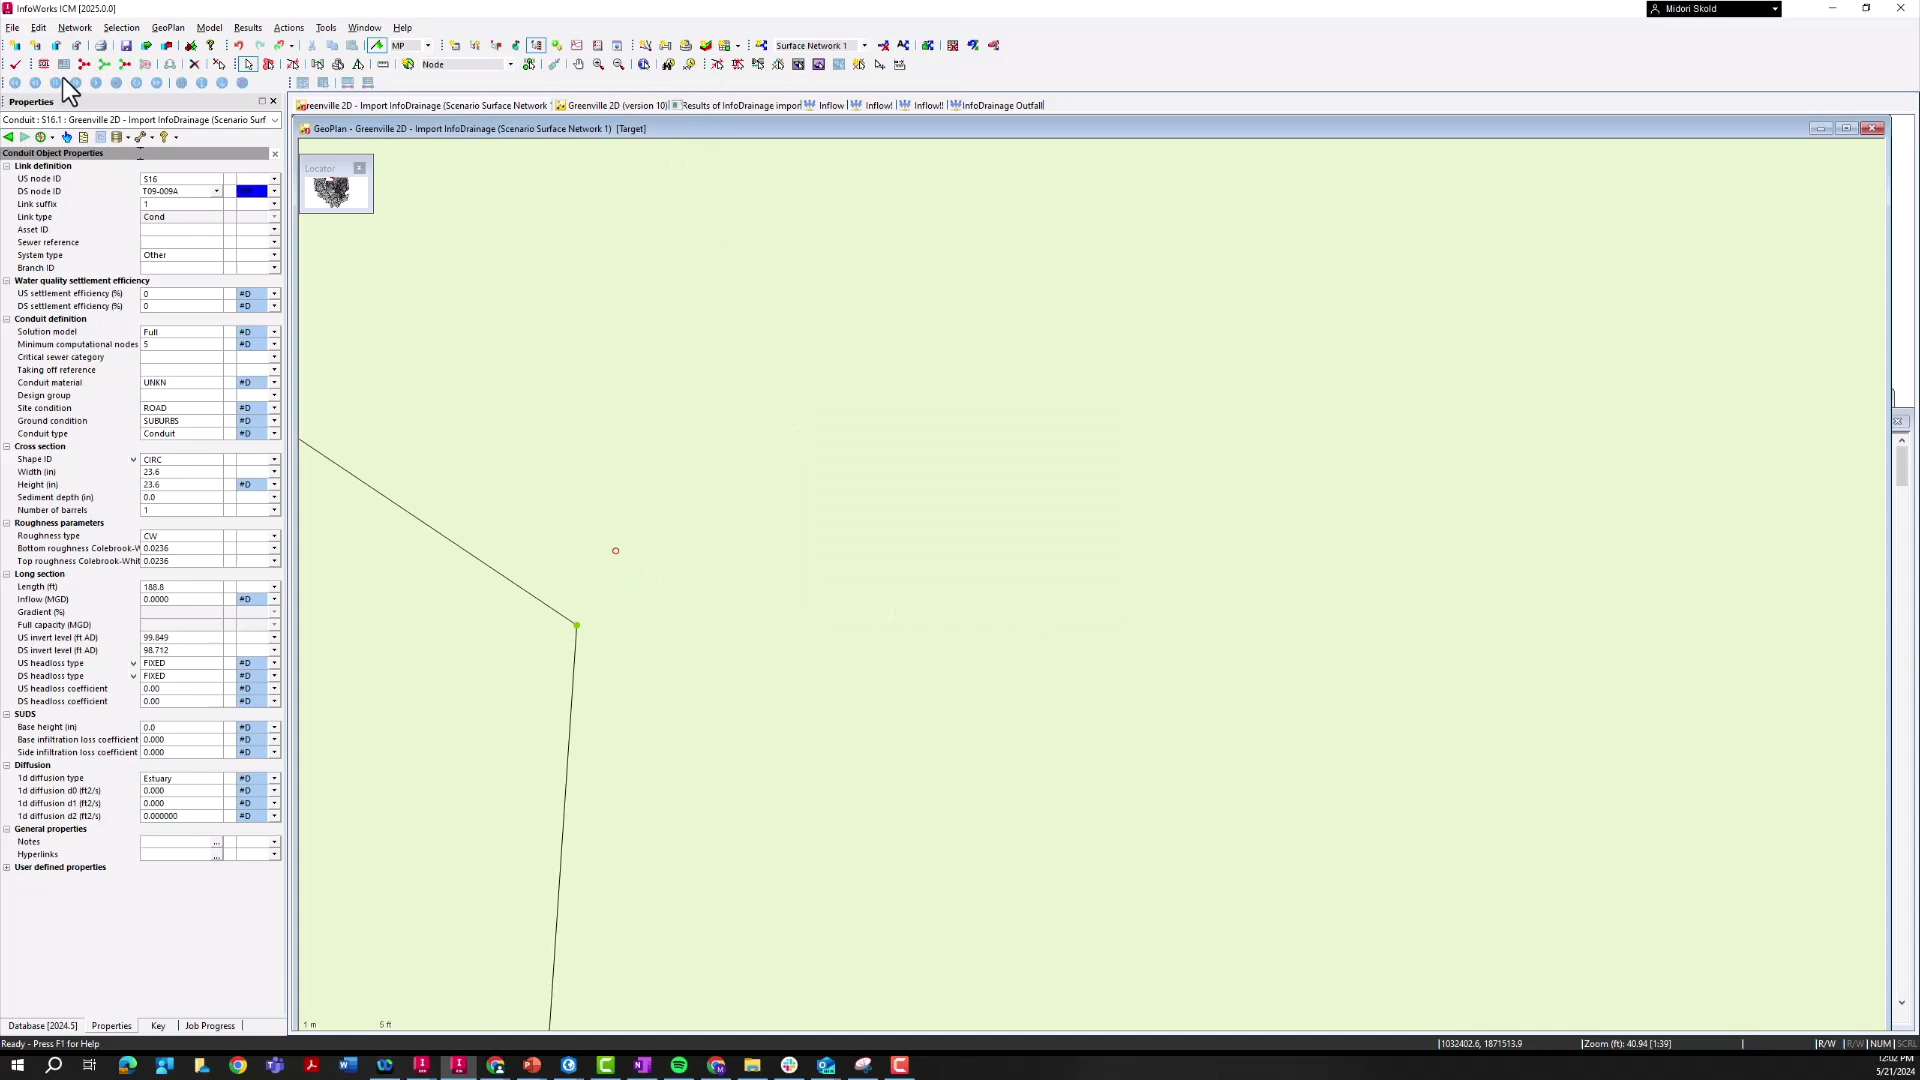 InfoWorks ICM [2025.0.0]
Midori Skold
File Edit Network Selection GeoPlan Model Results Actions Tools Window Help
MP
Surface Network 1
Node
Properties
Greenville 2D - Import InfoDrainage (Scenario Surface Network
Greenville 2D (version 10)
Results of InfoDrainage impor
Inflow
Inflow!
Inflow!!
InfoDrainage Outfall
Conduit : S16.1 : Greenville 2D - Import InfoDrainage (Scenario Surf
GeoPlan - Greenville 2D - Import InfoDrainage (Scenario Surface Network 1) [Target]
Locator
Conduit Object Properties
Link definition
US node ID S16
DS node ID T09-009A
Link suffix 1
Link type Cond
Asset ID
Sewer reference
System type Other
Branch ID
Water quality settlement efficiency
US settlement efficiency (%) 0 #D
DS settlement efficiency (%) 0 #D
Conduit definition
Solution model Full #D
Minimum computational nodes 5 #D
Critical sewer category
Taking off reference
Conduit material UNKN #D
Design group
Site condition ROAD #D
Ground condition SUBURBS #D
Conduit type Conduit #D
Cross section
Shape ID CIRC
Width (in) 23.6
Height (in) 23.6 #D
Sediment depth (in) 0.0
Number of barrels 1
Roughness parameters
Roughness type CW
Bottom roughness Colebrook-W 0.0236
Top roughness Colebrook-Whit 0.0236
Long section
Length (ft) 188.8
Inflow (MGD) 0.0000 #D
Gradient (%)
Full capacity (MGD)
US invert level (ft AD) 99.849
DS invert level (ft AD) 98.712
US headloss type FIXED #D
DS headloss type FIXED #D
US headloss coefficient 0.00 #D
DS headloss coefficient 0.00 #D
SUDS
Base height (in) 0.0 #D
Base infiltration loss coefficient 0.000 #D
Side infiltration loss coefficient 0.000 #D
Diffusion
1d diffusion type Estuary #D
1d diffusion d0 (ft2/s) 0.000 #D
1d diffusion d1 (ft2/s) 0.000 #D
1d diffusion d2 (ft2/s) 0.000000 #D
General properties
Notes ...
Hyperlinks ...
User defined properties
1 m 5 ft
Database [2024.5] Properties Key Job Progress
Ready - Press F1 for Help
1032402.6, 1871513.9
Zoom (ft): 40.94 [1:39]
R/W R/W NUM SCRL
12:02 PM
5/21/2024